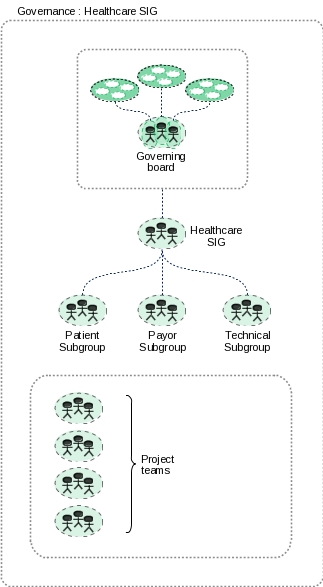 Governance : Healthcare SIG
Governing
board
Healthcare
SIG
Patient
Subgroup
Payor
Subgroup
Technical
Subgroup
Project
teams